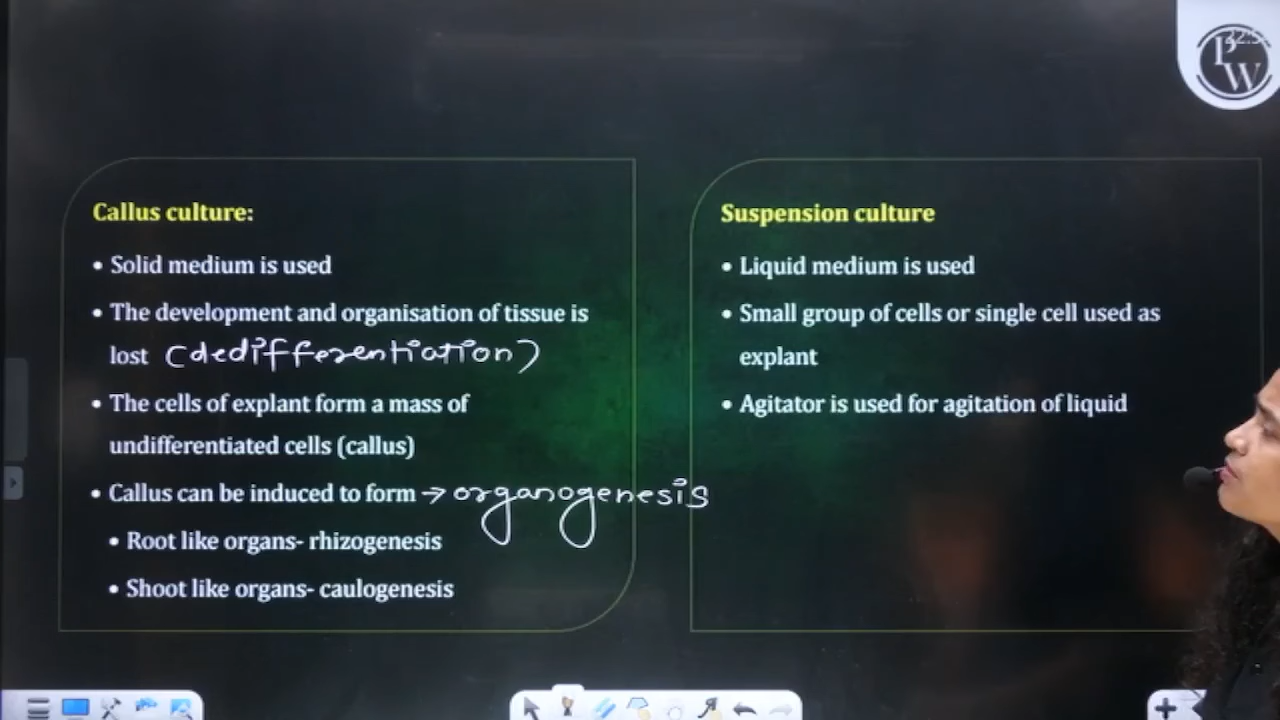 PW
Callus culture:
• Solid medium is used
• The development and organisation of tissue is
lost (dedifferentiation)
• The cells of explant form a mass of
undifferentiated cells (callus)
• Callus can be induced to form → organogenesis
• Root like organs- rhizogenesis
• Shoot like organs- caulogenesis
Suspension culture
• Liquid medium is used
• Small group of cells or single cell used as
explant
• Agitator is used for agitation of liquid